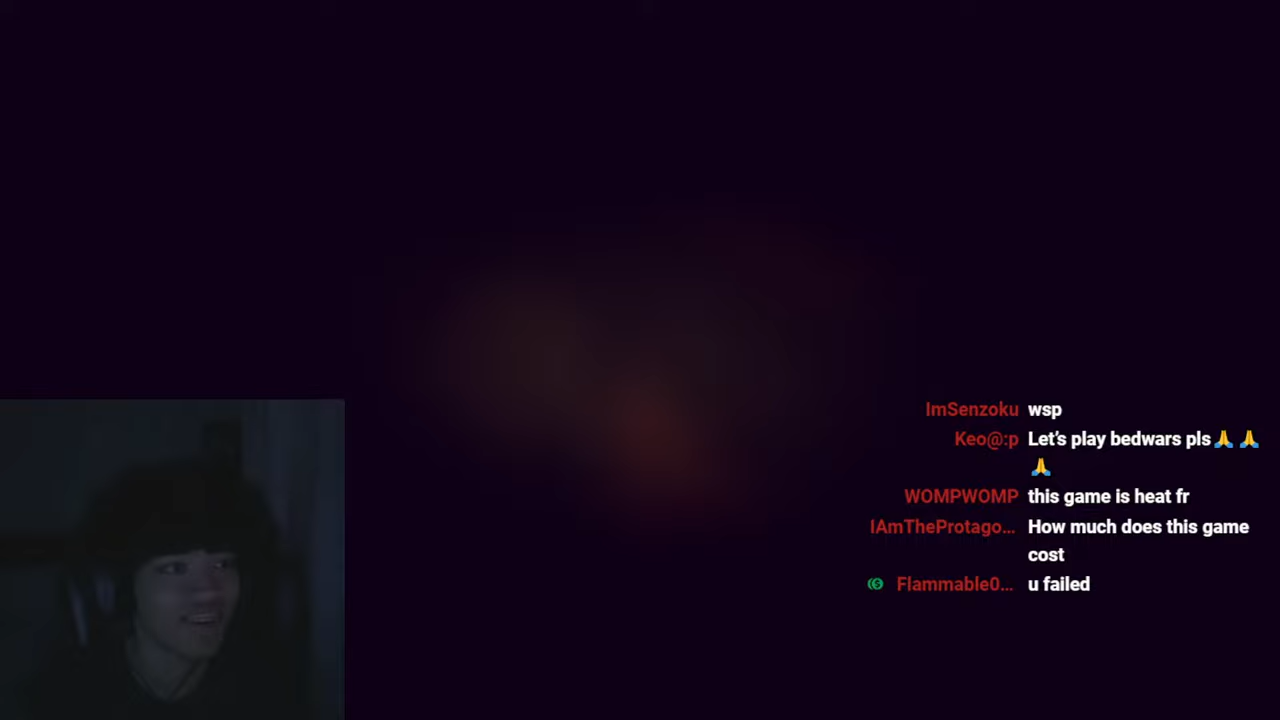 ImSenzoku wsp
Keo@:p Let's play bedwars pls🙏 🙏
🙏
WOMPWOMP this game is heat fr
IAmTheProtago... How much does this game
cost
Flammable0... u failed